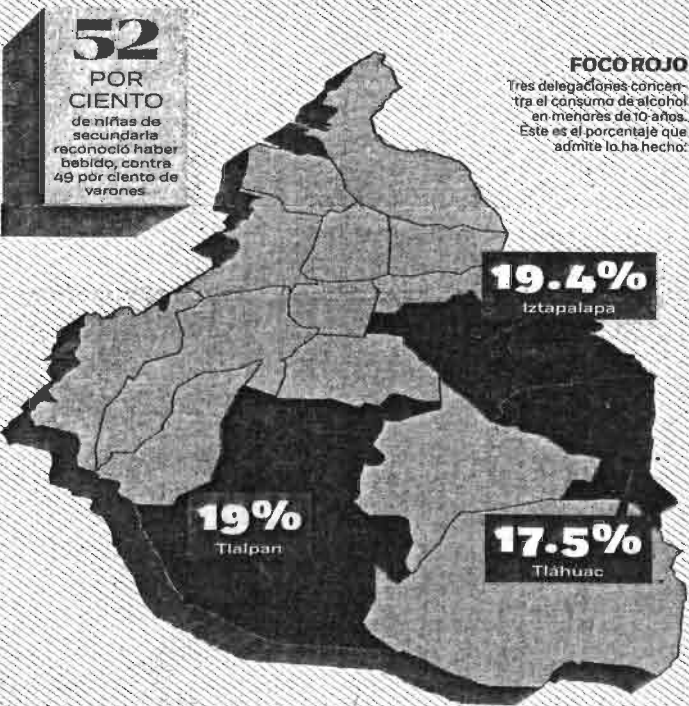 52
POR
CIENTO
de niñas de
secundaria
reconoció haber
bebido, contra
49 por ciento de
varones
FOCO ROJO
Tres delegaciones concen-
tra el consumo de alcohol
en menores de 10 años.
Éste es el porcentaje que
admite lo ha hecho:
19.4%
Iztapalapa
19%
Tlalpan
17.5%
Tláhuac